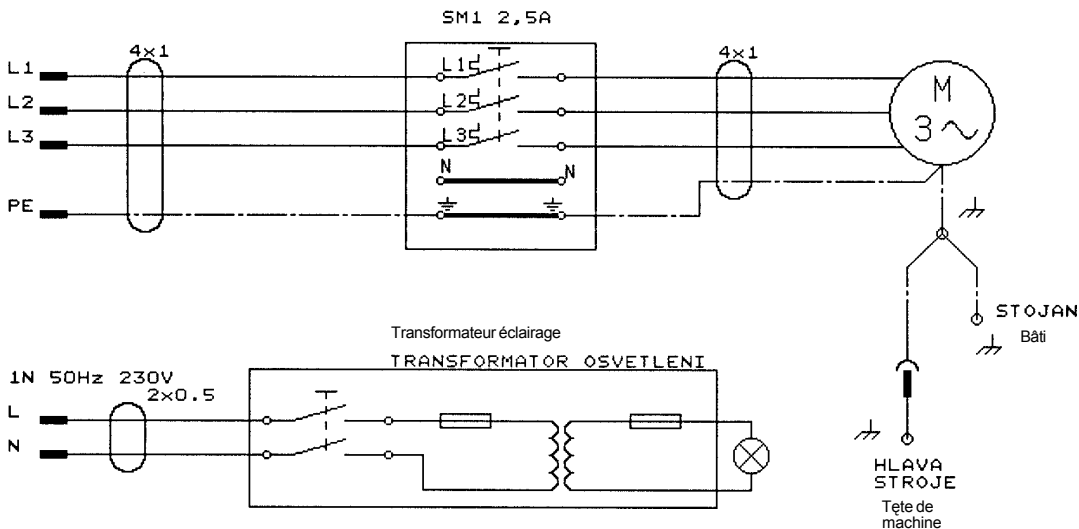 SM1 2,5A
4x1
4x1
L1
L1
L2
L2
L3
L3
M
3
N
N
PE
STOJAN
Bâti
Transformateur éclairage
TRANSFORMATOR OSVETLENI
1N 50Hz 230V
2x0.5
L
N
HLAVA
STROJE
Tęte de
machine